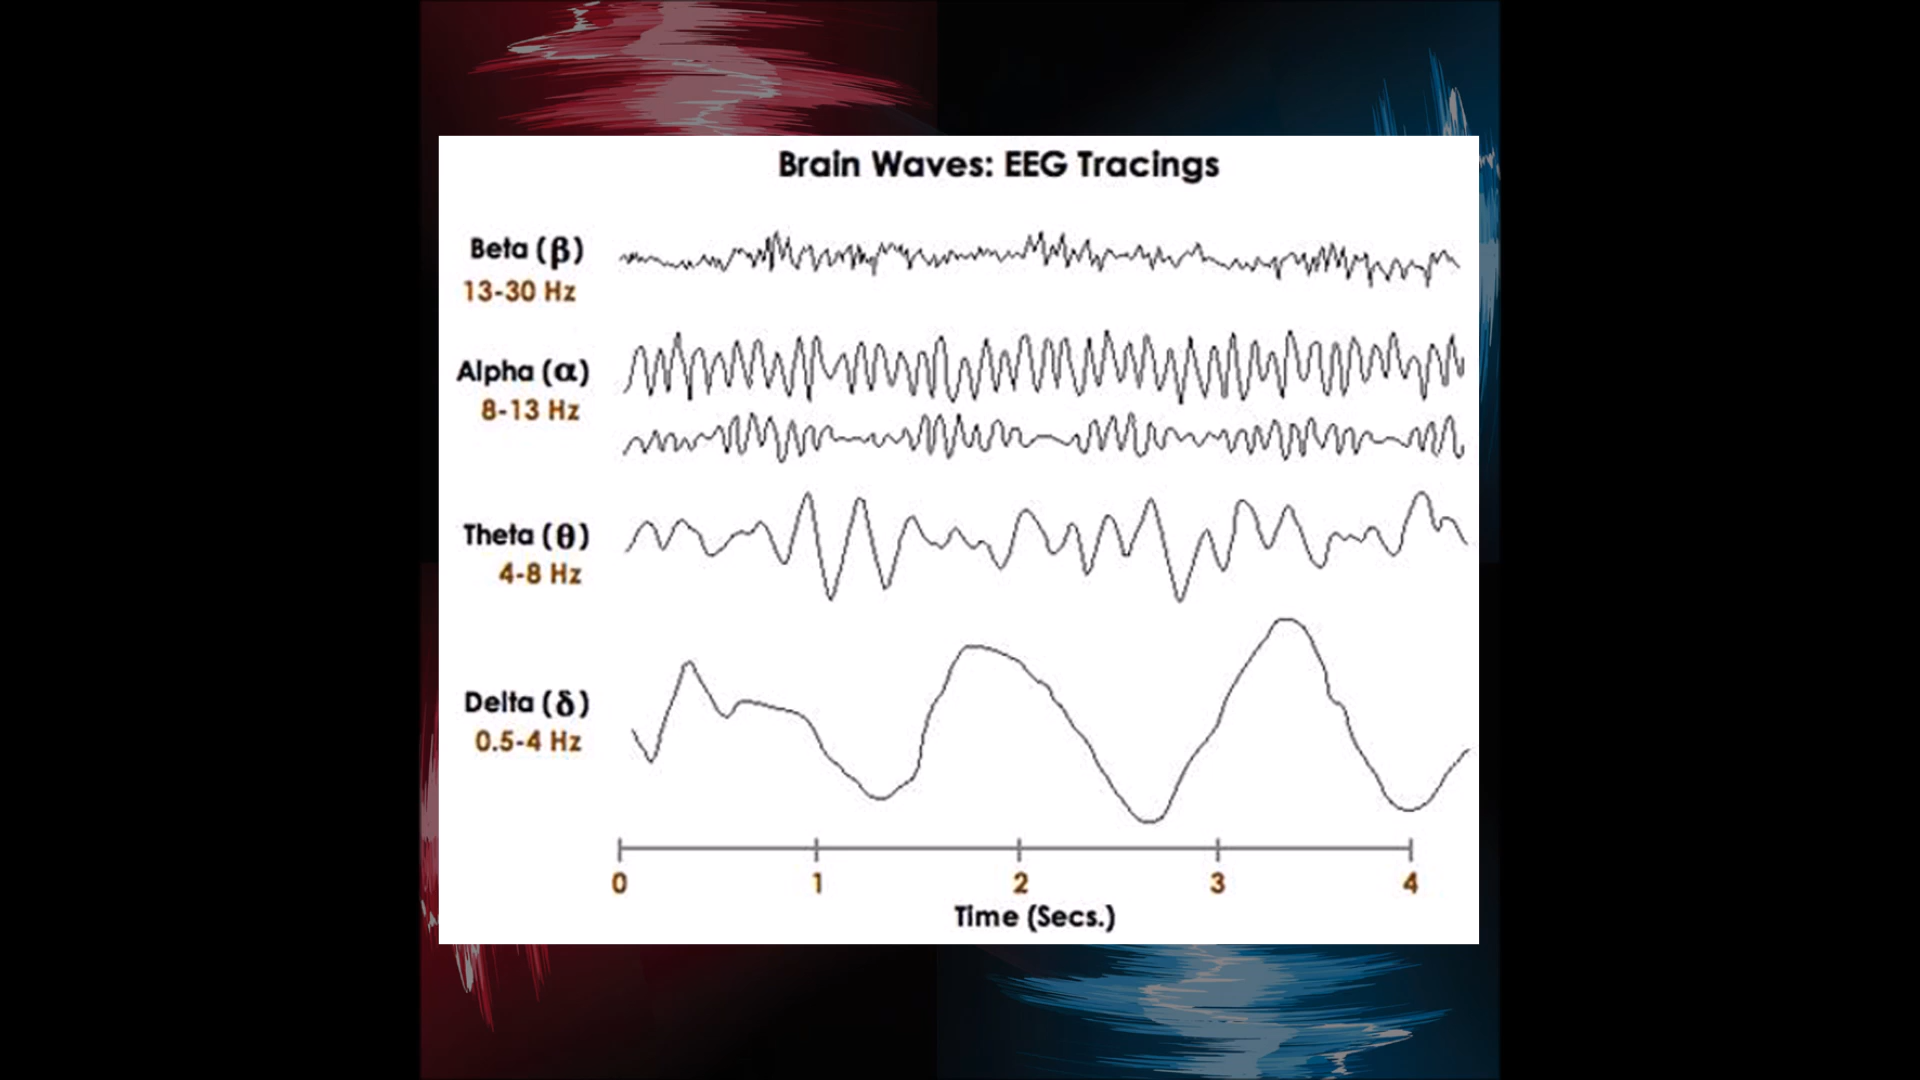 Brain Waves: EEG Tracings
Beta (β)
13-30 Hz
Alpha (α)
8-13 Hz
Theta (θ)
4-8 Hz
Delta (δ)
0.5-4 Hz
0 1 2 3 4
Time (Secs.)